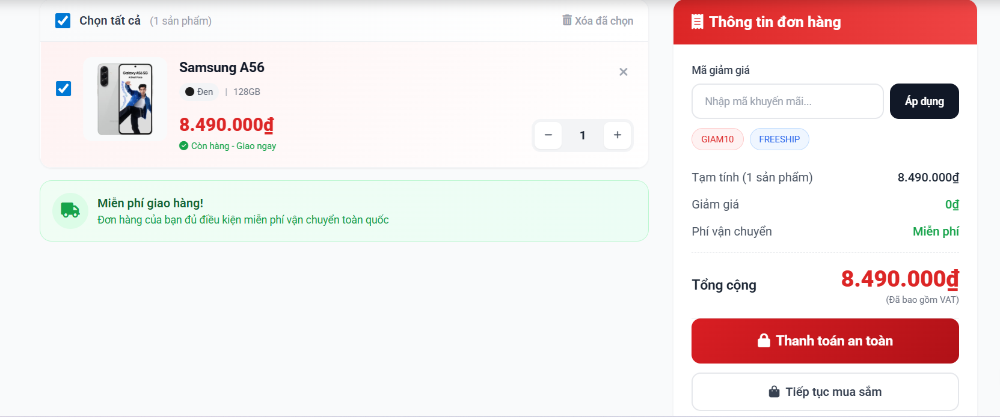 Chọn tất cả (1 sản phẩm)
Xóa đã chọn
Samsung A56
Đen | 128GB
8.490.000₫
Còn hàng - Giao ngay
− 1 +
Galaxy A56 5G
Miễn phí giao hàng!
Đơn hàng của bạn đủ điều kiện miễn phí vận chuyển toàn quốc
Thông tin đơn hàng
Mã giảm giá
Nhập mã khuyến mãi...
Áp dụng
GIAM10
FREESHIP
Tạm tính (1 sản phẩm) 8.490.000₫
Giảm giá 0₫
Phí vận chuyển Miễn phí
Tổng cộng 8.490.000₫
(Đã bao gồm VAT)
Thanh toán an toàn
Tiếp tục mua sắm